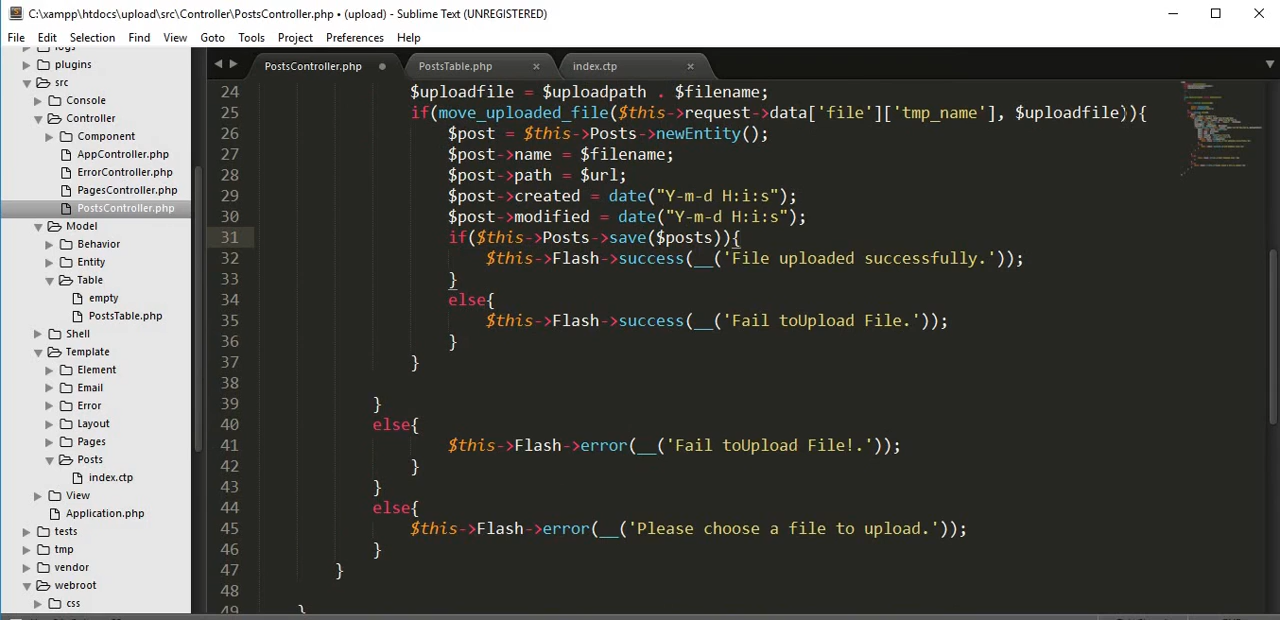 C:\xampp\htdocs\upload\src\Controller\PostsController.php • (upload) - Sublime Text (UNREGISTERED)
File Edit Selection Find View Goto Tools Project Preferences Help
logs
plugins
src
Console
Controller
Component
AppController.php
ErrorController.php
PagesController.php
PostsController.php
Model
Behavior
Entity
Table
empty
PostsTable.php
Shell
Template
Element
Email
Error
Layout
Pages
Posts
index.ctp
View
Application.php
tests
tmp
vendor
webroot
css
PostsController.php PostsTable.php index.ctp
24 $uploadfile = $uploadpath . $filename;
25 if(move_uploaded_file($this->request->data['file']['tmp_name'], $uploadfile)){
26 $post = $this->Posts->newEntity();
27 $post->name = $filename;
28 $post->path = $url;
29 $post->created = date("Y-m-d H:i:s");
30 $post->modified = date("Y-m-d H:i:s");
31 if($this->Posts->save($posts)){
32 $this->Flash->success(__('File uploaded successfully.'));
33 }
34 else{
35 $this->Flash->success(__('Fail toUpload File.'));
36 }
37 }
38
39 }
40 else{
41 $this->Flash->error(__('Fail toUpload File!.'));
42 }
43 }
44 else{
45 $this->Flash->error(__('Please choose a file to upload.'));
46 }
47 }
48
49 }